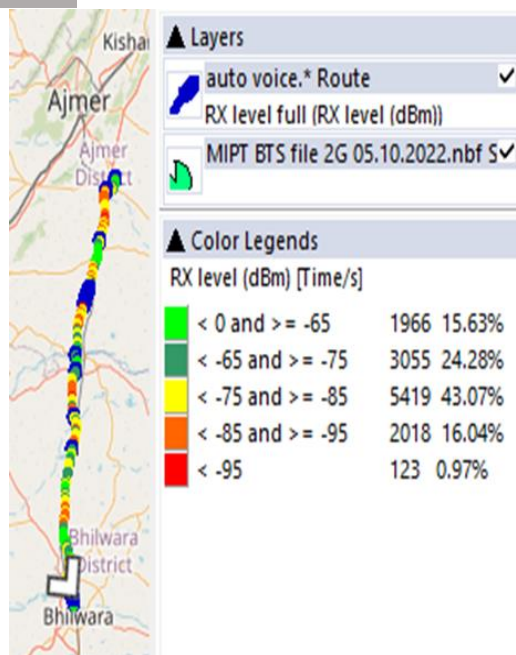 Kishar
Ajmer
Ajmer
District
Bhilwara
District
Bhilwara
Layers
auto voice.* Route
RX level full (RX level (dBm))
MIPT BTS file 2G 05.10.2022.nbf S
Color Legends
RX level (dBm) [Time/s]
< 0 and >= -65 1966 15.63%
< -65 and >= -75 3055 24.28%
< -75 and >= -85 5419 43.07%
< -85 and >= -95 2018 16.04%
< -95 123 0.97%